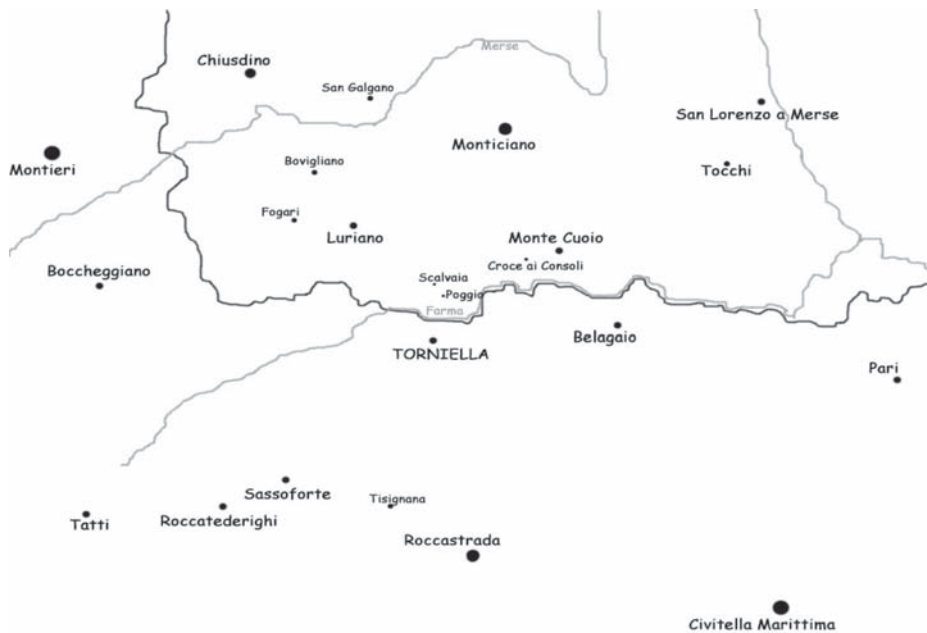 Merse
Chiusdino
San Galgano
San Lorenzo a Merse
Monticiano
Montieri
Bovigliano
Tocchi
Fogari
Luriano
Monte Cuoio
Croce ai Consoli
Boccheggiano
Scalvaia
Poggio
Farma
Belagaio
TORNIELLA
Pari
Sassoforte
Tisignana
Tatti
Roccatederighi
Roccastrada
Civitella Marittima